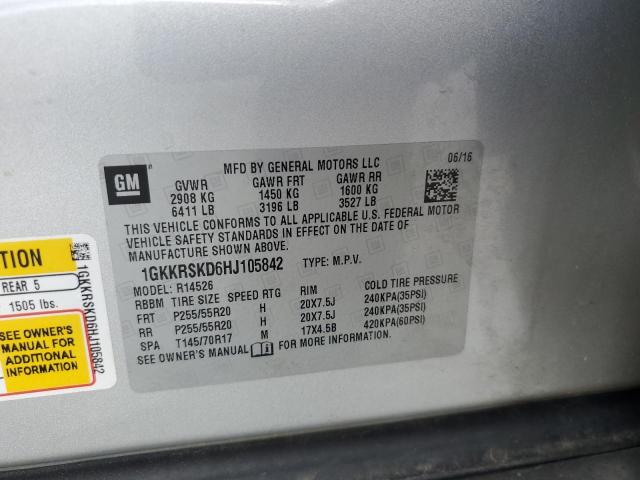 MFD BY GENERAL MOTORS LLC 06/16
GM
GVWR GAWR FRT GAWR RR
2908 KG 1450 KG 1600 KG
6411 LB 3196 LB 3527 LB
THIS VEHICLE CONFORMS TO ALL APPLICABLE U.S. FEDERAL MOTOR
VEHICLE SAFETY STANDARDS IN EFFECT ON THE DATE OF
MANUFACTURE SHOWN ABOVE.
1GKKRSKD6HJ105842 TYPE: M.P.V.
MODEL: R14526
RBBM TIRE SIZE SPEED RTG RIM COLD TIRE PRESSURE
FRT P255/55R20 H 20X7.5J 240KPA(35PSI)
RR P255/55R20 H 20X7.5J 240KPA(35PSI)
SPA T145/70R17 M 17X4.5B 420KPA(60PSI)
SEE OWNER'S MANUAL FOR MORE INFORMATION
TION
REAR 5
1505 lbs.
SEE OWNER'S
MANUAL FOR
ADDITIONAL
INFORMATION
1GKKRSKD6HJ105842